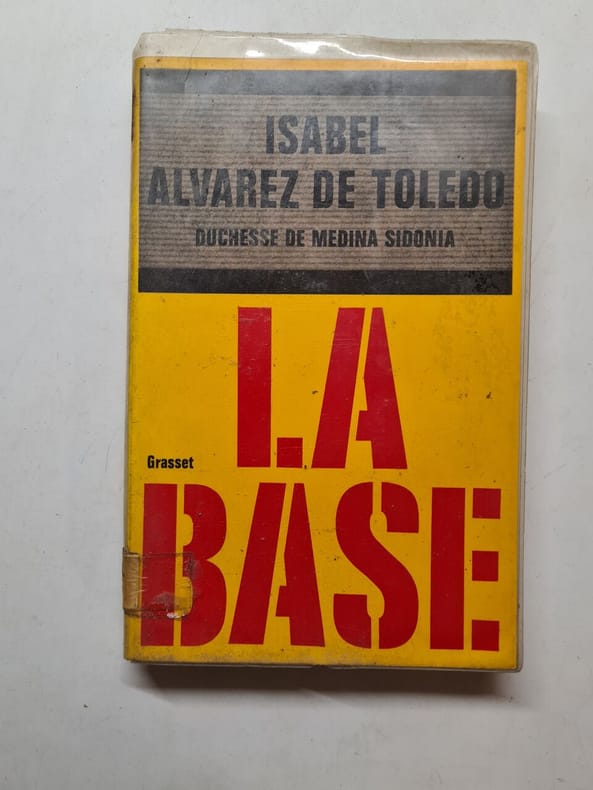 ISABEL
ALVAREZ DE TOLEDO
DUCHESSE DE MEDINA SIDONIA
LA
Grasset
BASE